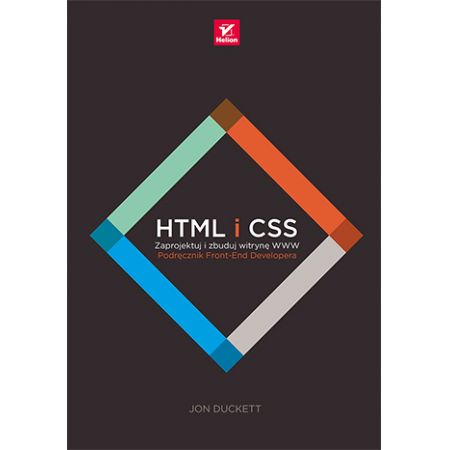 Helion
HTML i CSS
Zaprojektuj i zbuduj witrynę WWW
Podręcznik Front-End Developera
JON DUCKETT